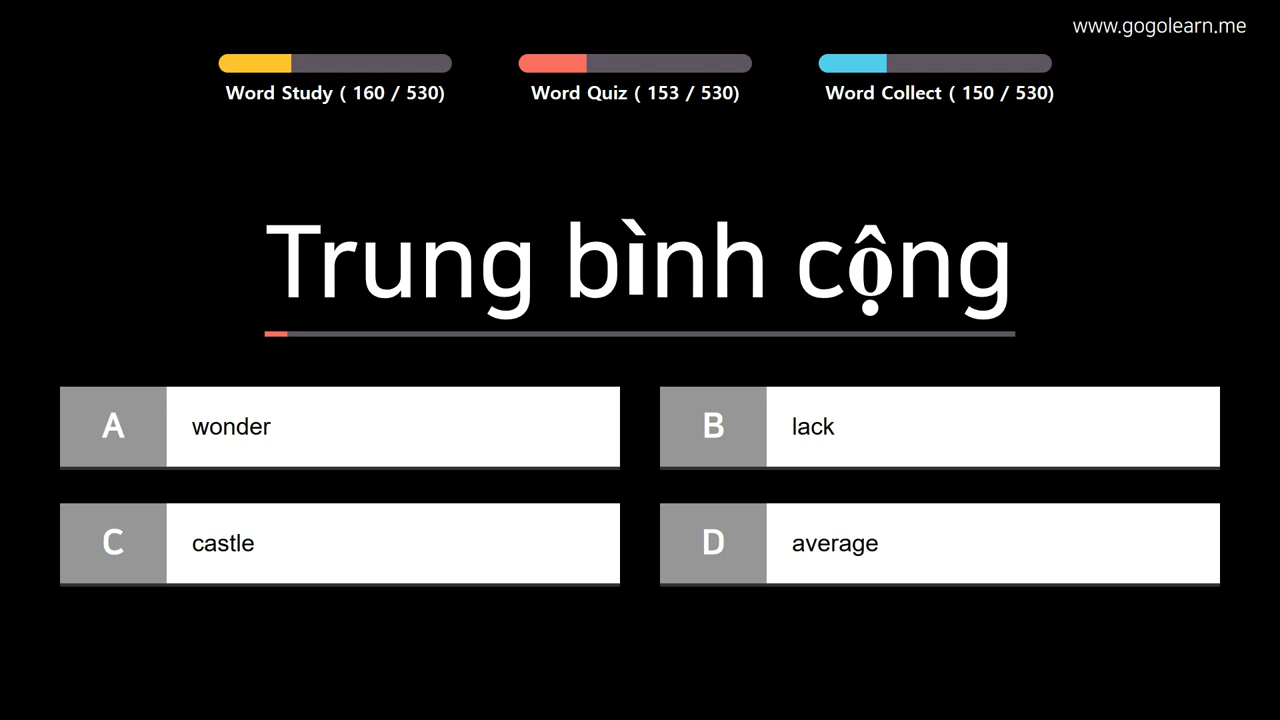 www.gogolearn.me
Word Study ( 160 / 530)
Word Quiz ( 153 / 530)
Word Collect ( 150 / 530)
Trung bình cộng
A wonder
B lack
C castle
D average